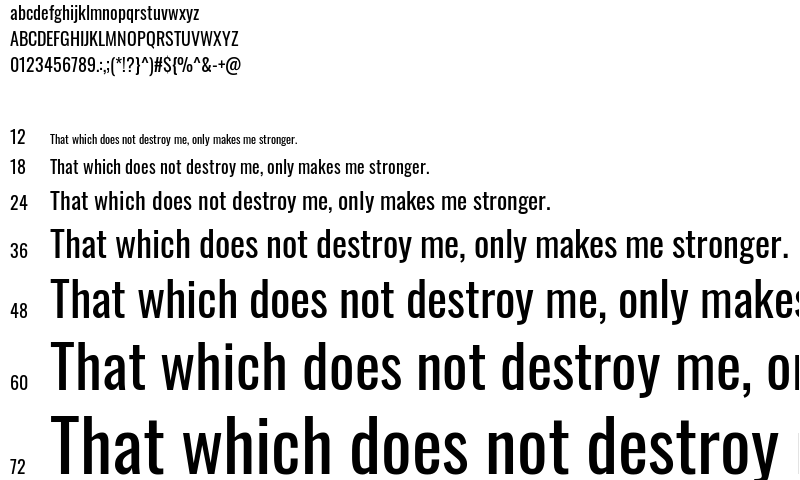 abcdefghijklmnopqrstuvwxyz
ABCDEFGHIJKLMNOPQRSTUVWXYZ
0123456789.:,;(*!?}^)#${%^&-+@
12 That which does not destroy me, only makes me stronger.
18 That which does not destroy me, only makes me stronger.
24 That which does not destroy me, only makes me stronger.
36 That which does not destroy me, only makes me stronger.
48 That which does not destroy me, only makes
60 That which does not destroy me,
72 That which does not destroy